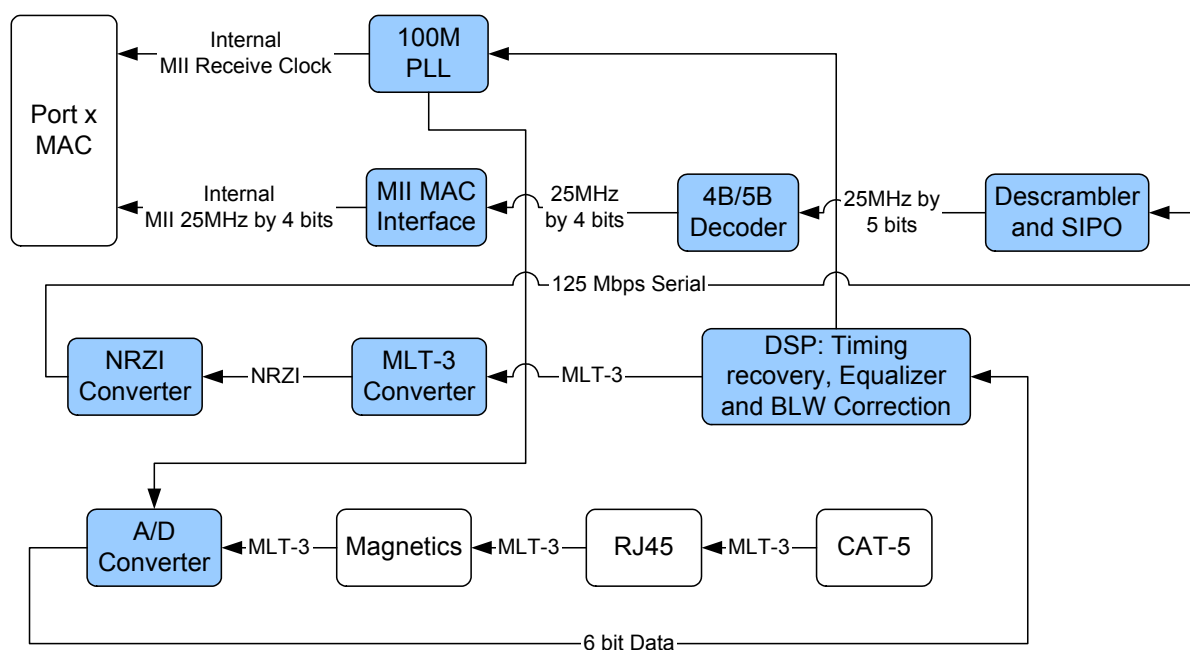 Internal
MII Receive Clock
100M
PLL
Port x
MAC
Internal
MII 25MHz by 4 bits
MII MAC
Interface
25MHz
by 4 bits
4B/5B
Decoder
25MHz by
5 bits
Descrambler
and SIPO
125 Mbps Serial
NRZI
Converter
NRZI
MLT-3
Converter
MLT-3
DSP: Timing
recovery, Equalizer
and BLW Correction
A/D
Converter
MLT-3
Magnetics
MLT-3
RJ45
MLT-3
CAT-5
6 bit Data